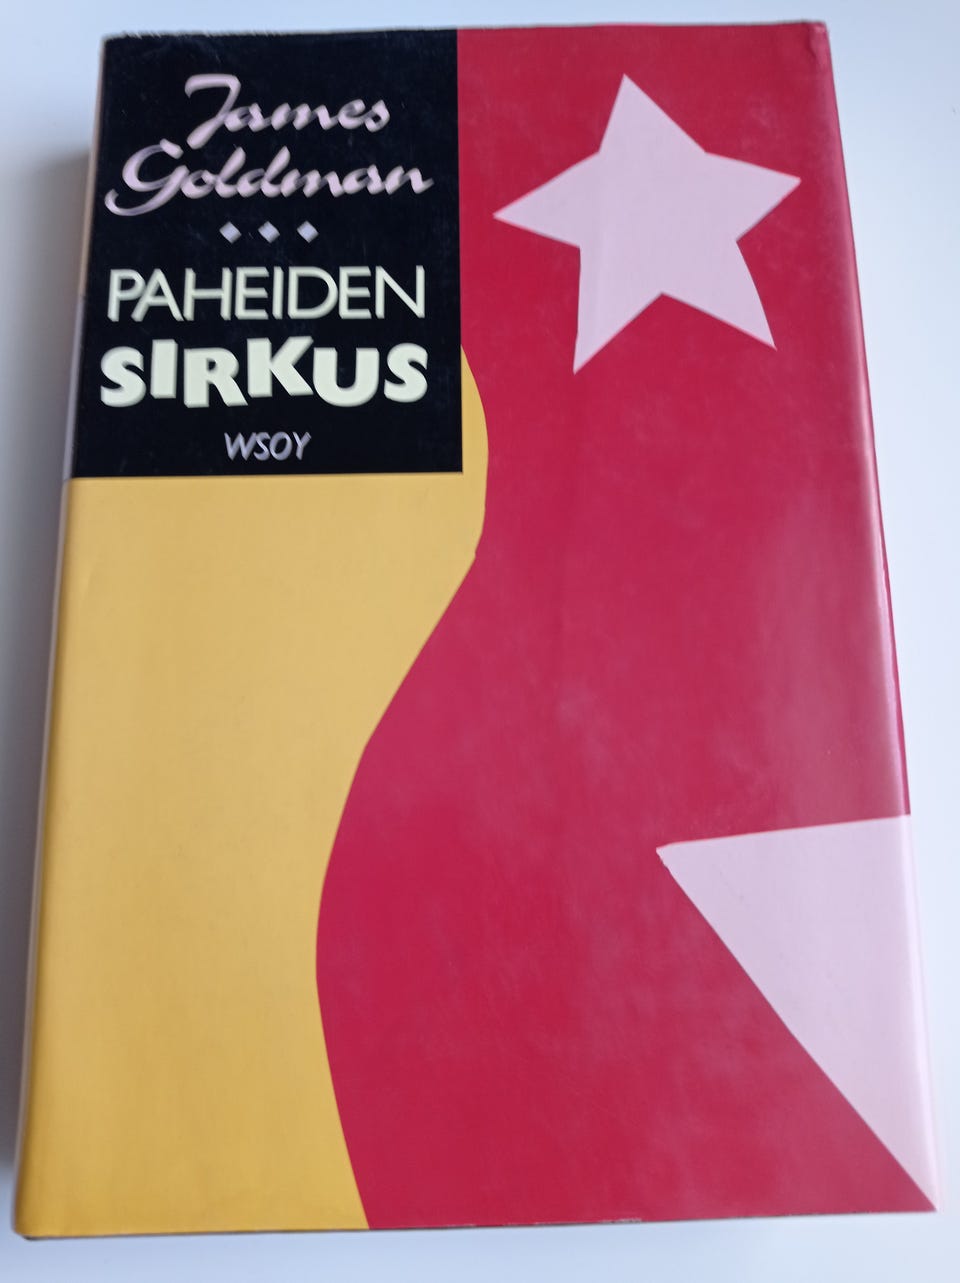 James
Goldman
PAHEIDEN
SIRKUS
WSOY